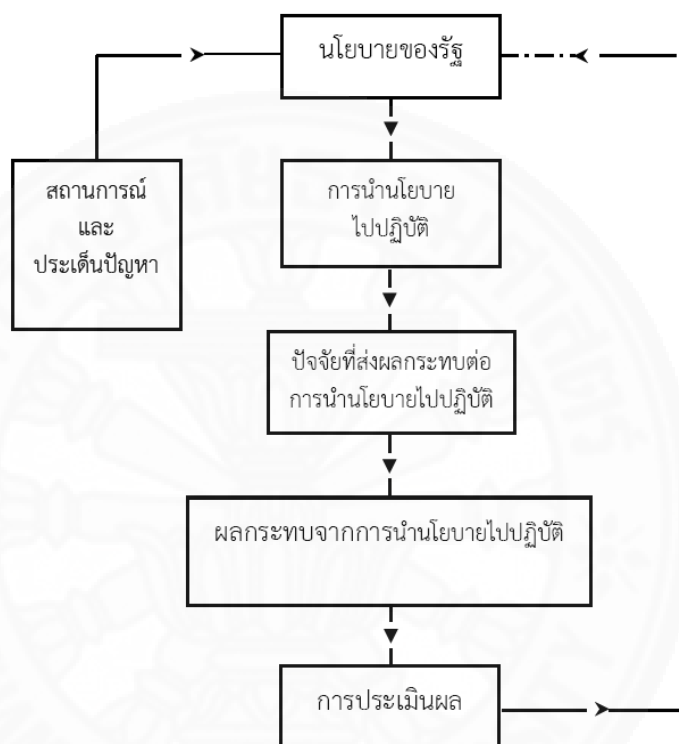 นโยบายของรัฐ
สถานการณ์
และ
ประเด็นปัญหา
การนำนโยบาย
ไปปฏิบัติ
ปัจจัยที่ส่งผลกระทบต่อ
การนำนโยบายไปปฏิบัติ
ผลกระทบจากการนำนโยบายไปปฏิบัติ
การประเมินผล